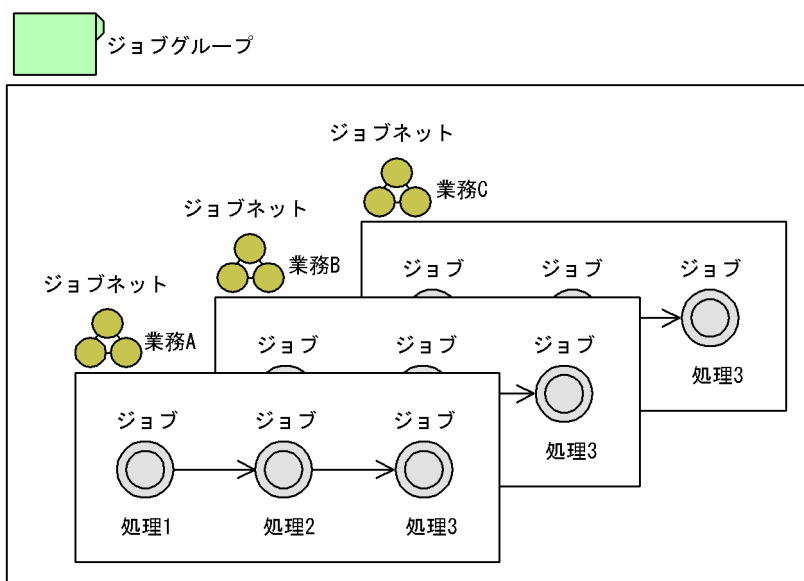 ジョブグループ
ジョブネット
業務C
ジョブ ジョブ ジョブ
処理3
ジョブネット
業務B
ジョブ ジョブ ジョブ
処理3
ジョブネット
業務A
ジョブ ジョブ ジョブ
処理1 処理2 処理3